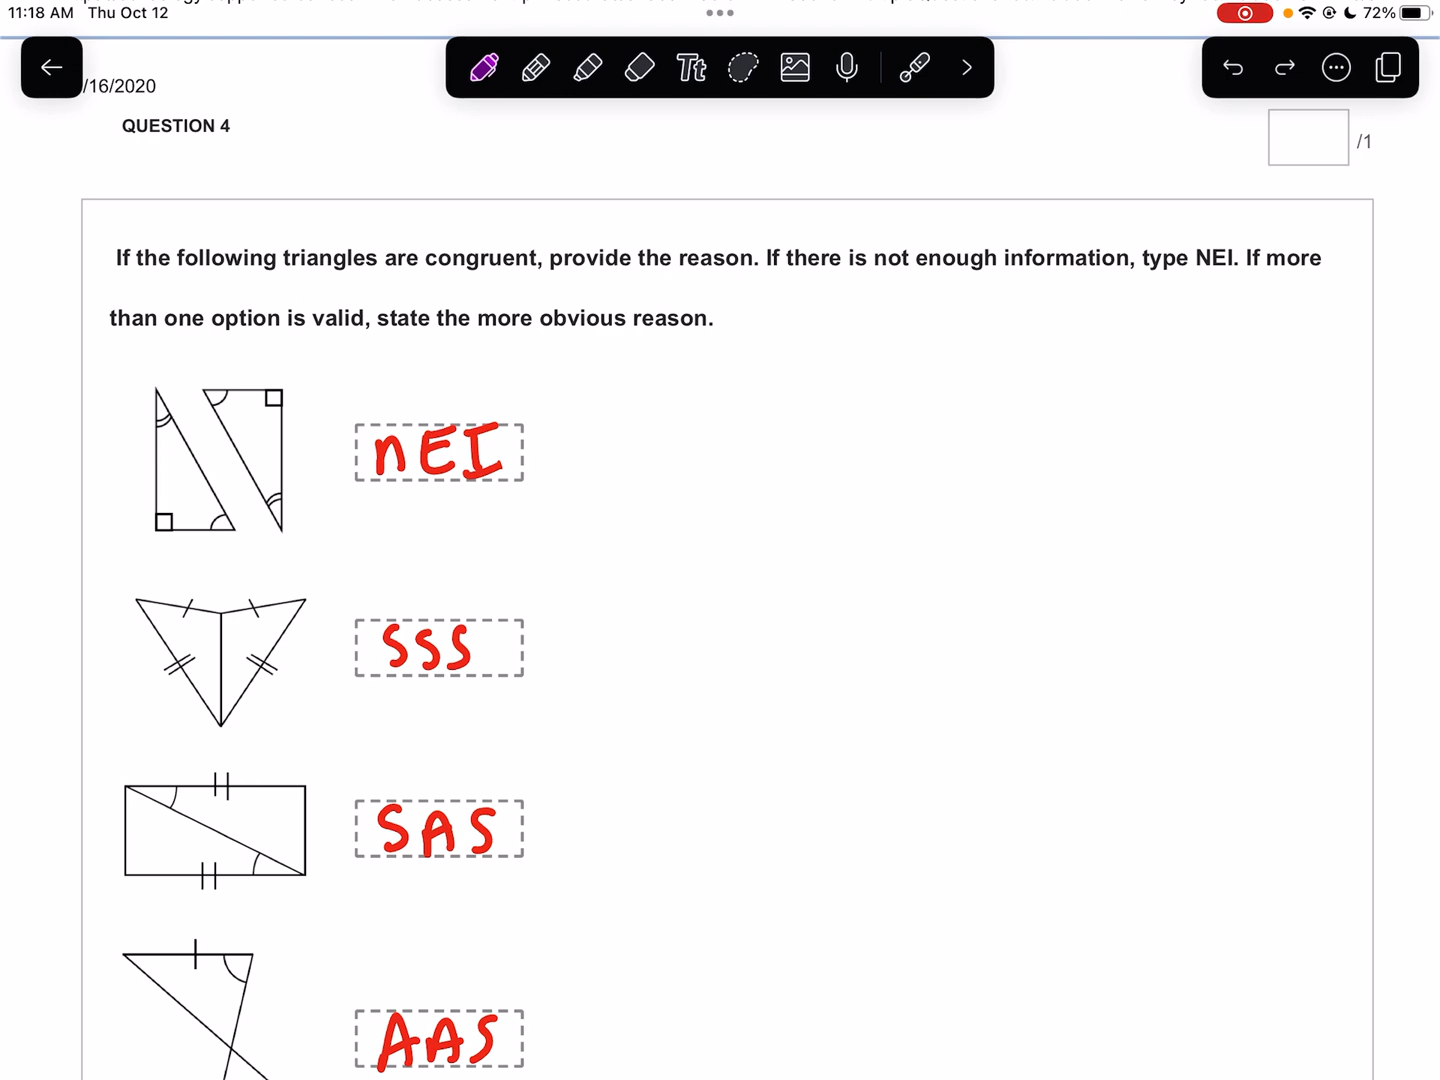 11:18 AM Thu Oct 12
72%
/16/2020
Tt
QUESTION 4
/1
If the following triangles are congruent, provide the reason. If there is not enough information, type NEI. If more
than one option is valid, state the more obvious reason.
nEI
SSS
SAS
AAS